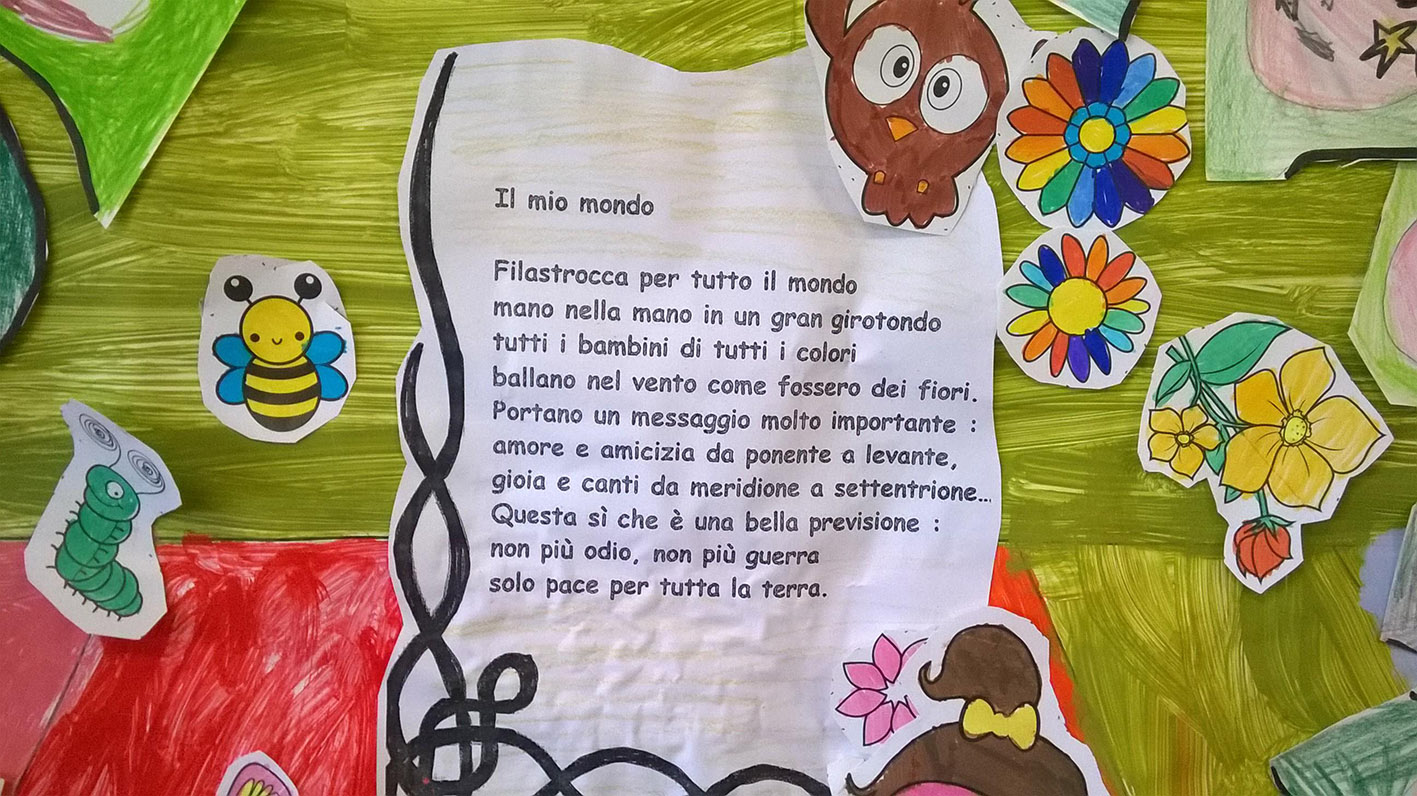 Il mio mondo
Filastrocca per tutto il mondo
mano nella mano in un gran girotondo
tutti i bambini di tutti i colori
ballano nel vento come fossero dei fiori.
Portano un messaggio molto importante :
amore e amicizia da ponente a levante,
gioia e canti da meridione a settentrione...
Questa sì che è una bella previsione :
non più odio, non più guerra
solo pace per tutta la terra.